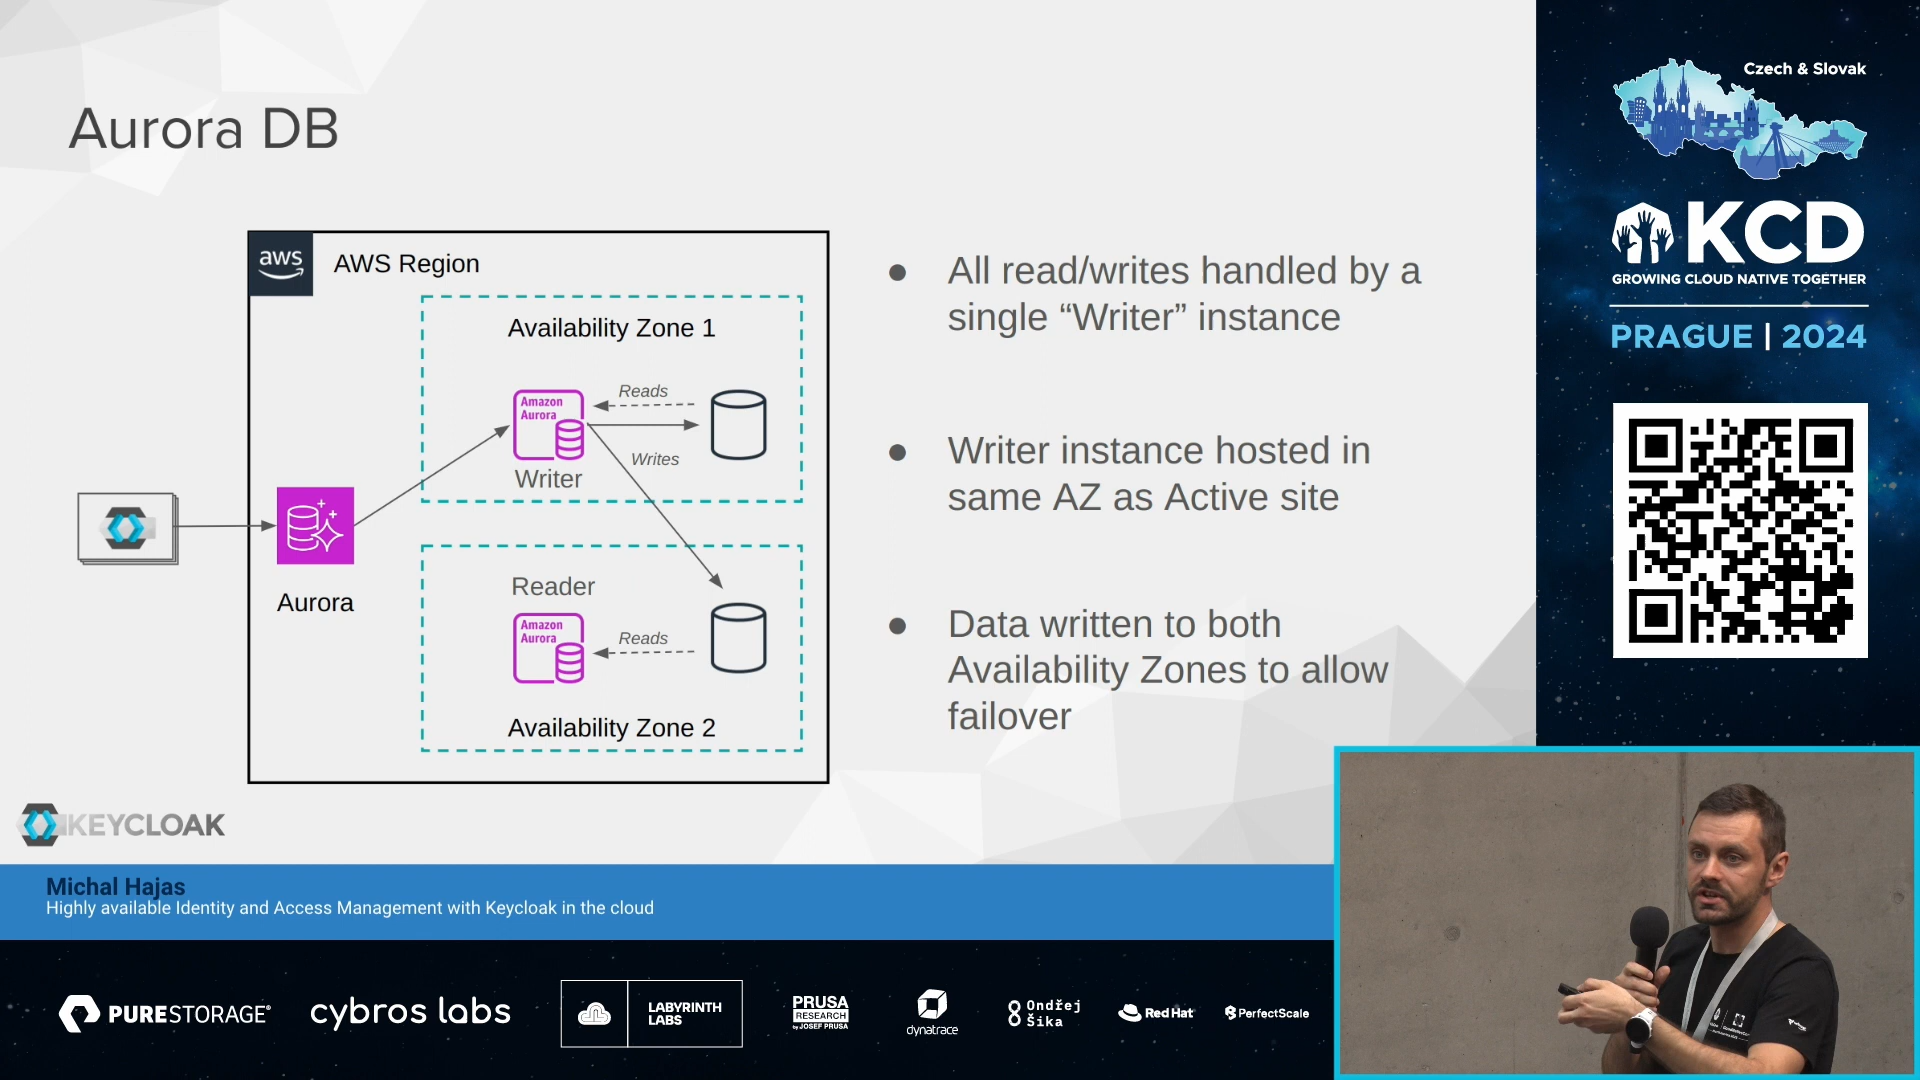 Aurora DB
aws
AWS Region
Availability Zone 1
Amazon
Aurora
Reads
Writes
Writer
Aurora
Reader
Amazon
Aurora
Reads
Availability Zone 2
● All read/writes handled by a
single “Writer” instance
● Writer instance hosted in
same AZ as Active site
● Data written to both
Availability Zones to allow
failover
KEYCLOAK
Czech & Slovak
KCD
GROWING CLOUD NATIVE TOGETHER
PRAGUE | 2024
Michal Hajas
Highly available Identity and Access Management with Keycloak in the cloud
PURESTORAGE®
cybros labs
LABYRINTH
LABS
PRUSA
RESEARCH
by JOSEF PRUSA
dynatrace
Ondřej
Šika
Red Hat
PerfectScale